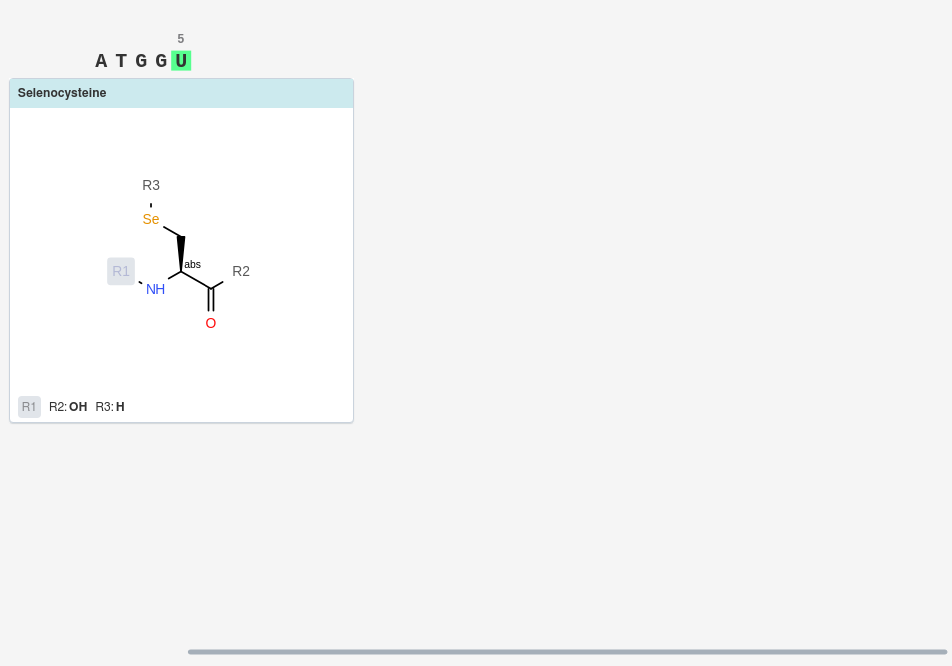 5
A T G G U
Selenocysteine
R3
Se
abs
R1
R2
NH
O
R1 R2: OH R3: H